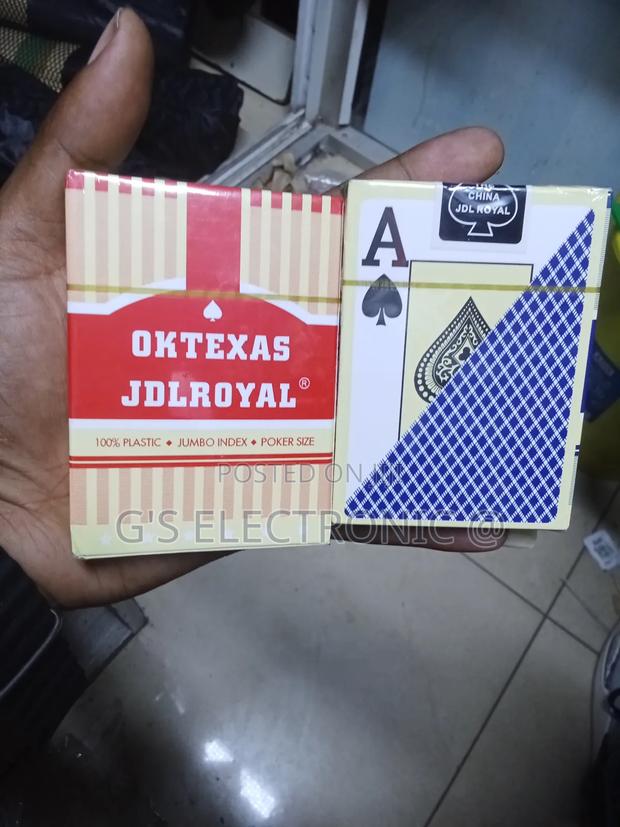 OKTEXAS
JDLROYAL®
100% PLASTIC ◆ JUMBO INDEX ◆ POKER SIZE
CHINA
JDL ROYAL
A
POSTED ON
G'S ELECTRONIC @